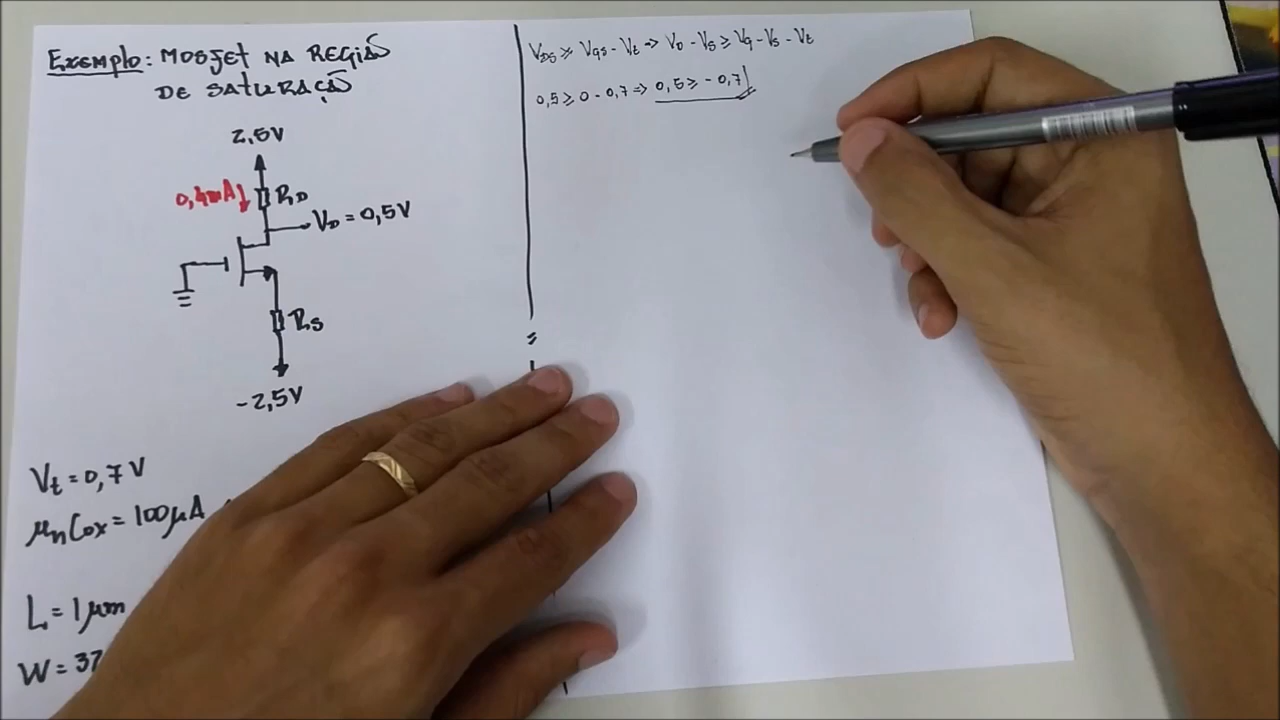 Exemplo: MOSfet NA REGIÃO
DE SATURAÇÃO
2,5V
0,4mA
RD
VD = 0,5V
RS
-2,5V
Vt = 0,7V
μnCox = 100μA
L = 1μm
W = 32
VDS ≥ VGS - Vt → VD - VS ≥ VG - VS - Vt
0,5 ≥ 0 - 0,7 ⇒ 0,5 ≥ -0,7